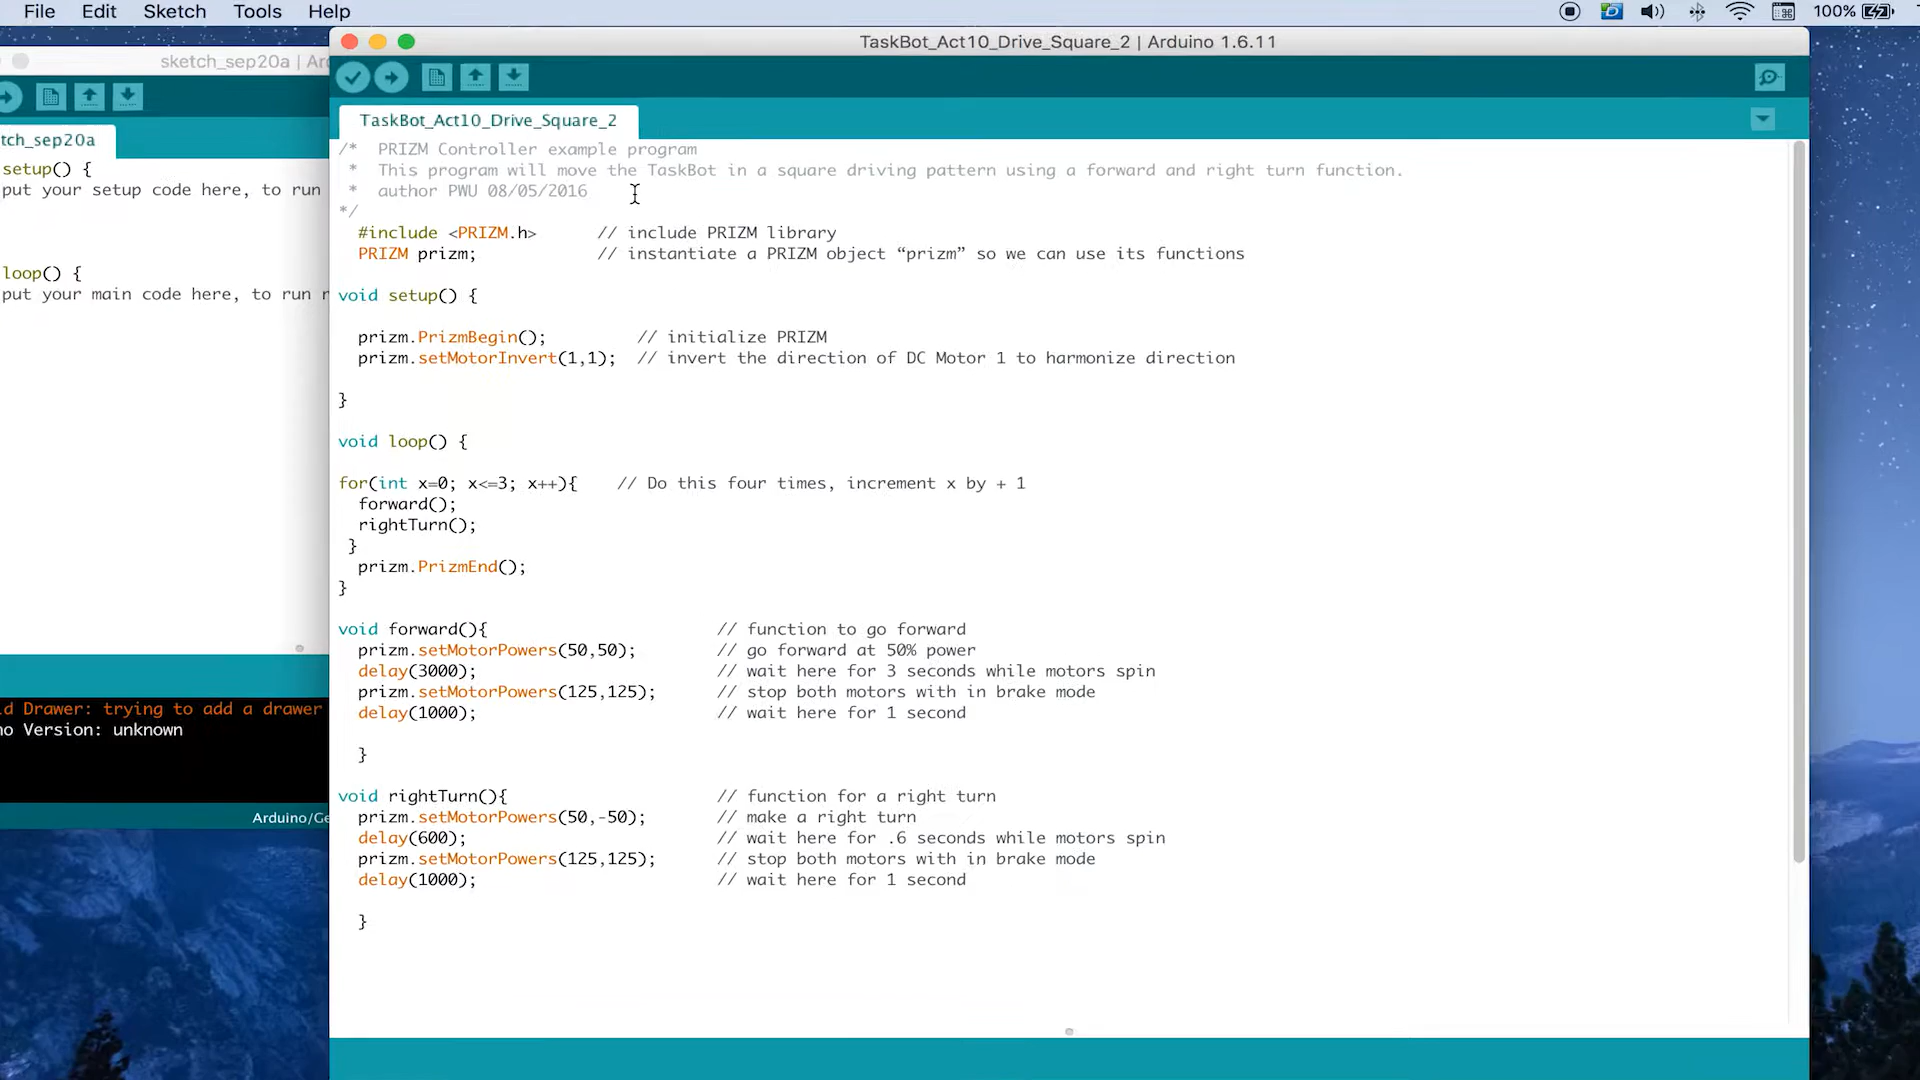 File Edit Sketch Tools Help
100%
TaskBot_Act10_Drive_Square_2 | Arduino 1.6.11
sketch_sep20a | Ar
TaskBot_Act10_Drive_Square_2
/*  PRIZM Controller example program
 *  This program will move the TaskBot in a square driving pattern using a forward and right turn function.
 *  author PWU 08/05/2016
*/
  #include <PRIZM.h>      // include PRIZM library
  PRIZM prizm;            // instantiate a PRIZM object “prizm” so we can use its functions
void setup() {
  prizm.PrizmBegin();         // initialize PRIZM
  prizm.setMotorInvert(1,1);  // invert the direction of DC Motor 1 to harmonize direction
}
void loop() {
for(int x=0; x<=3; x++){    // Do this four times, increment x by + 1
  forward();
  rightTurn();
 }
  prizm.PrizmEnd();
}
void forward(){                       // function to go forward
  prizm.setMotorPowers(50,50);        // go forward at 50% power
  delay(3000);                        // wait here for 3 seconds while motors spin
  prizm.setMotorPowers(125,125);      // stop both motors with in brake mode
  delay(1000);                        // wait here for 1 second
  }
void rightTurn(){                     // function for a right turn
  prizm.setMotorPowers(50,-50);       // make a right turn
  delay(600);                         // wait here for .6 seconds while motors spin
  prizm.setMotorPowers(125,125);      // stop both motors with in brake mode
  delay(1000);                        // wait here for 1 second
  }
tch_sep20a
setup() {
put your setup code here, to run
loop() {
put your main code here, to run r
ld Drawer: trying to add a drawer
no Version: unknown
Arduino/Ge